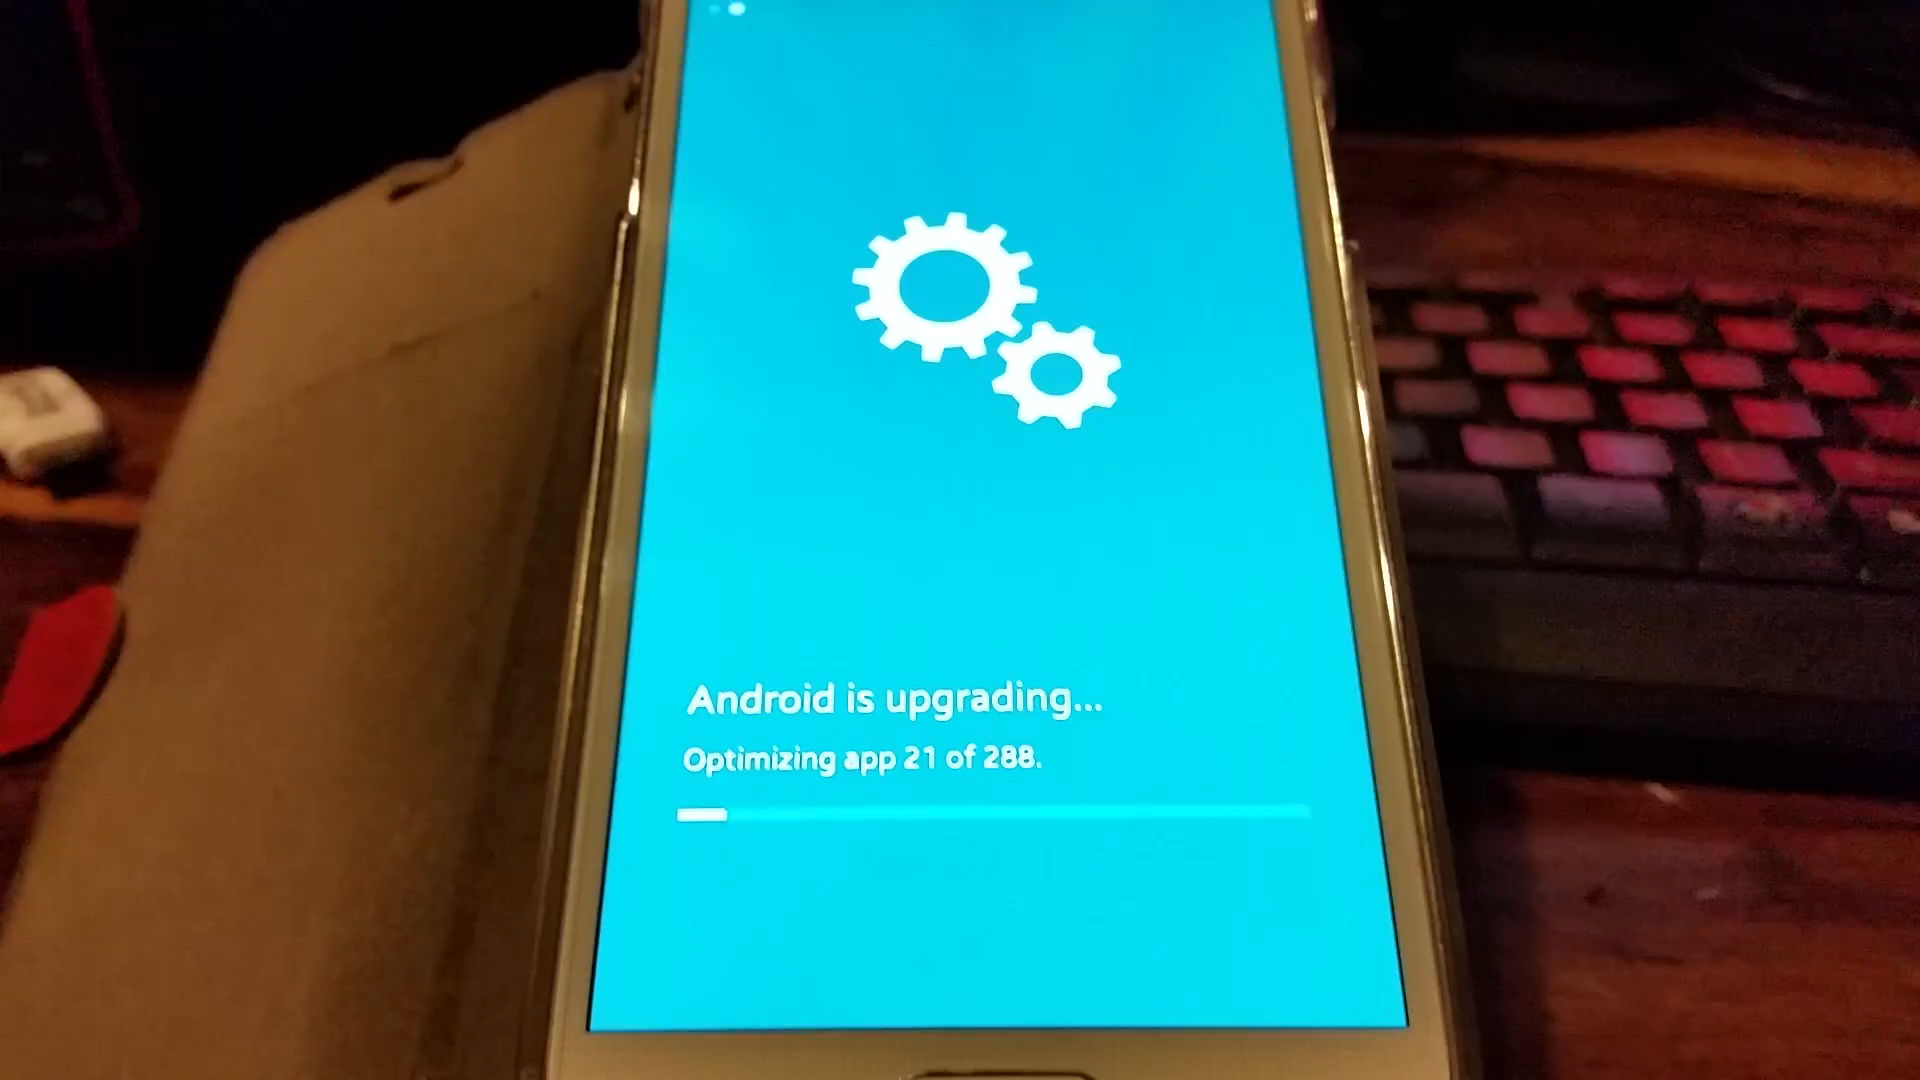 Android is upgrading...
Optimizing app 21 of 288.